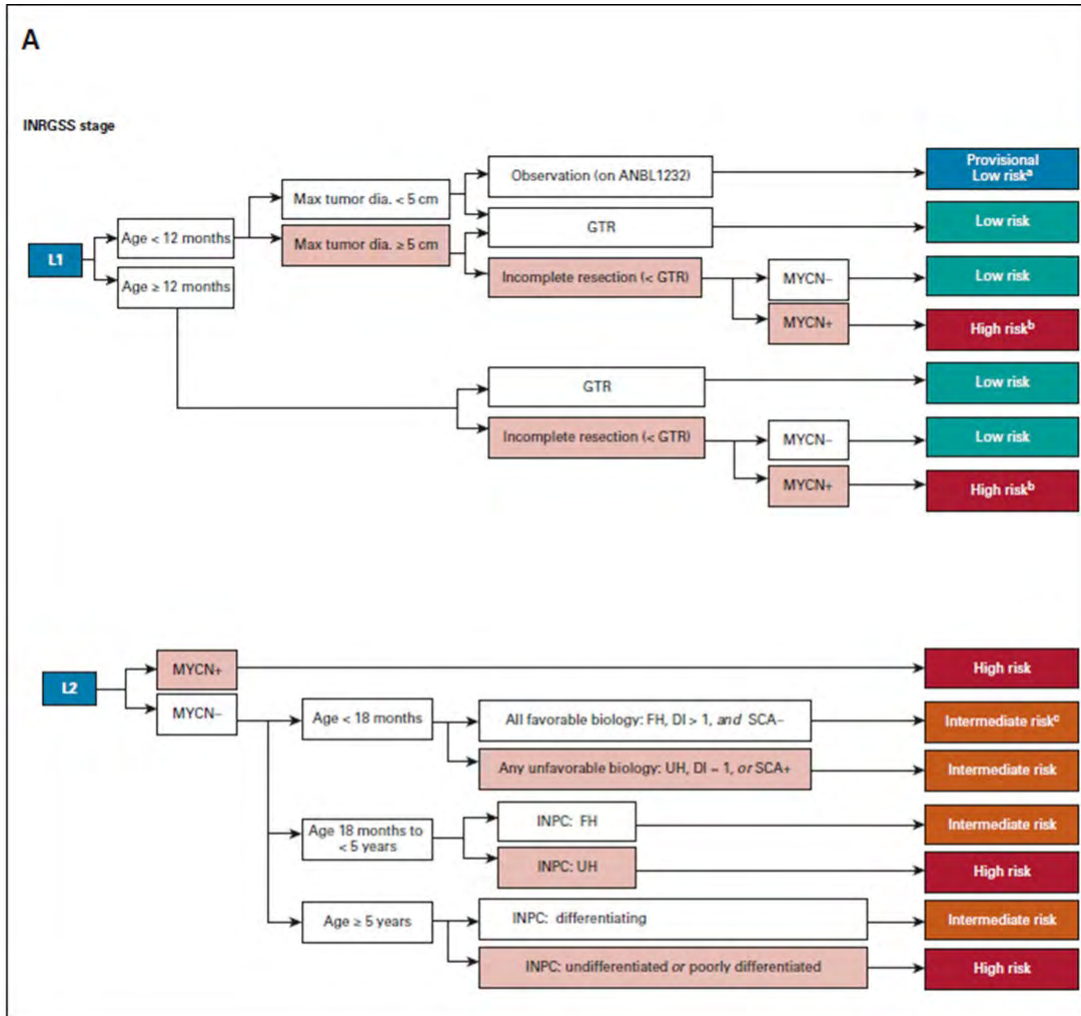 A
INRGSS stage
L1
Age < 12 months
Age ≥ 12 months
Max tumor dia. < 5 cm
Max tumor dia. ≥ 5 cm
Observation (on ANBL1232)
GTR
Incomplete resection (< GTR)
MYCN–
MYCN+
Provisional
Low riskᵃ
Low risk
Low risk
High riskᵇ
GTR
Incomplete resection (< GTR)
MYCN–
MYCN+
Low risk
Low risk
High riskᵇ
L2
MYCN+
MYCN–
High risk
Age < 18 months
All favorable biology: FH, DI > 1, and SCA–
Any unfavorable biology: UH, DI = 1, or SCA+
Intermediate riskᶜ
Intermediate risk
Age 18 months to
< 5 years
INPC: FH
INPC: UH
Intermediate risk
High risk
Age ≥ 5 years
INPC: differentiating
INPC: undifferentiated or poorly differentiated
Intermediate risk
High risk